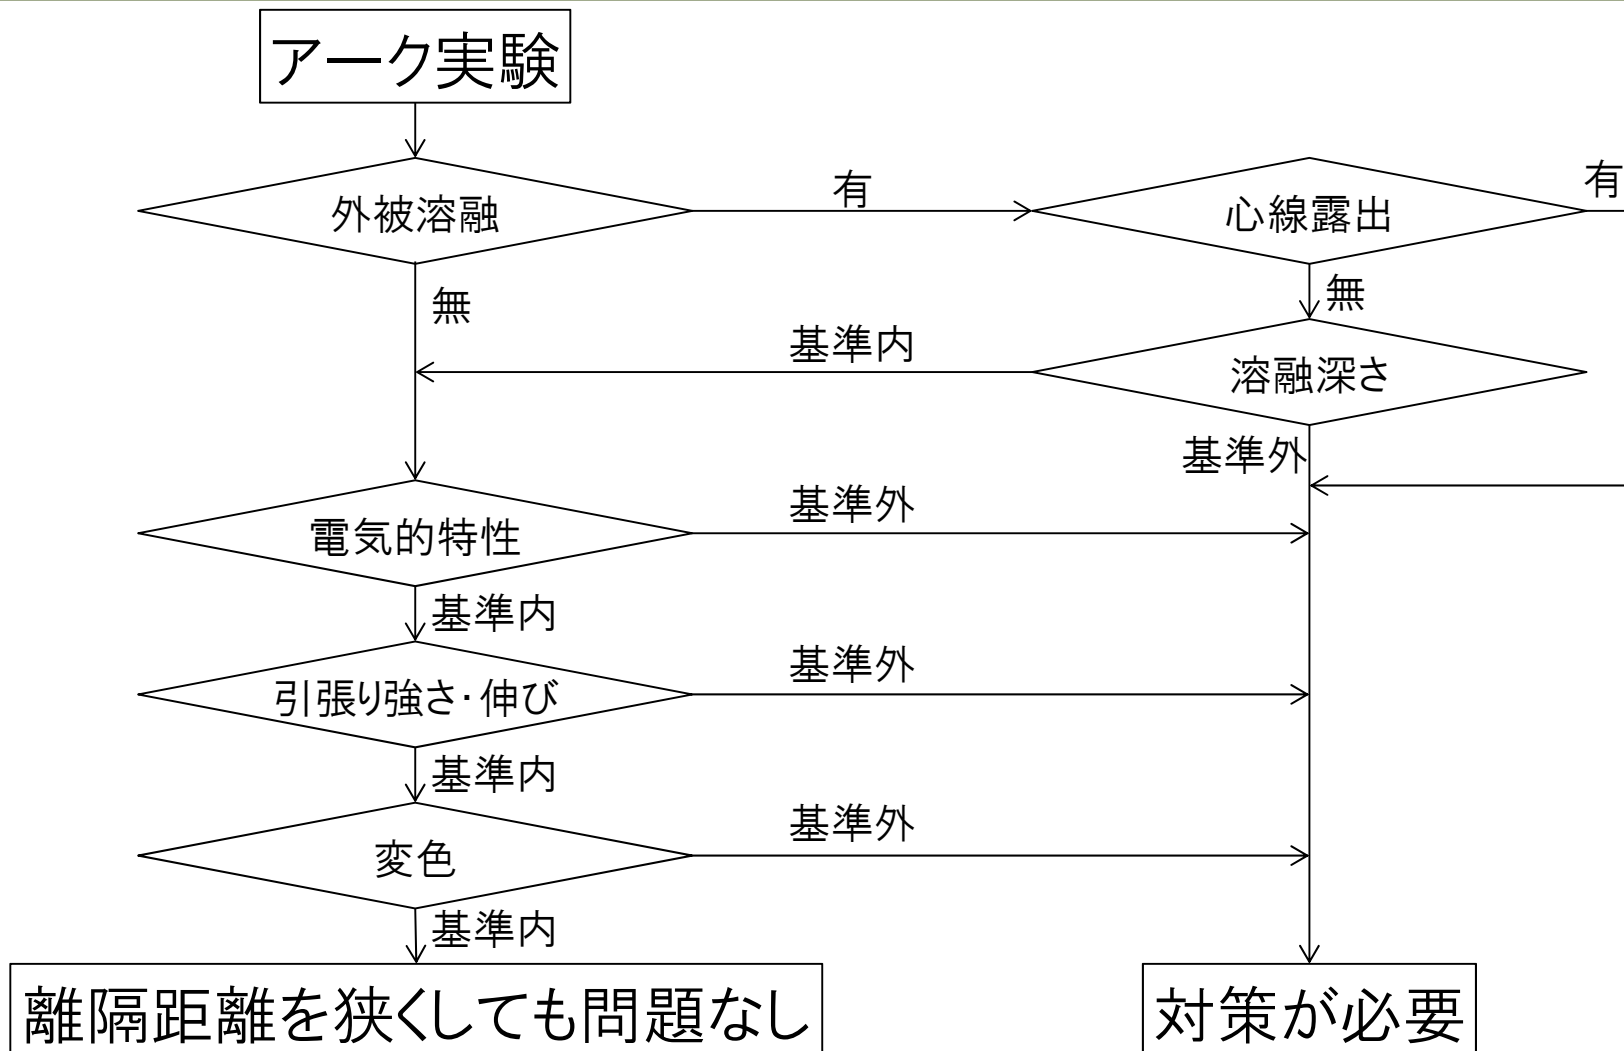 アーク実験
外被溶融
有
心線露出
有
無
無
基準内
溶融深さ
基準外
電気的特性
基準外
基準内
引張り強さ・伸び
基準外
基準内
変色
基準外
基準内
離隔距離を狭くしても問題なし
対策が必要